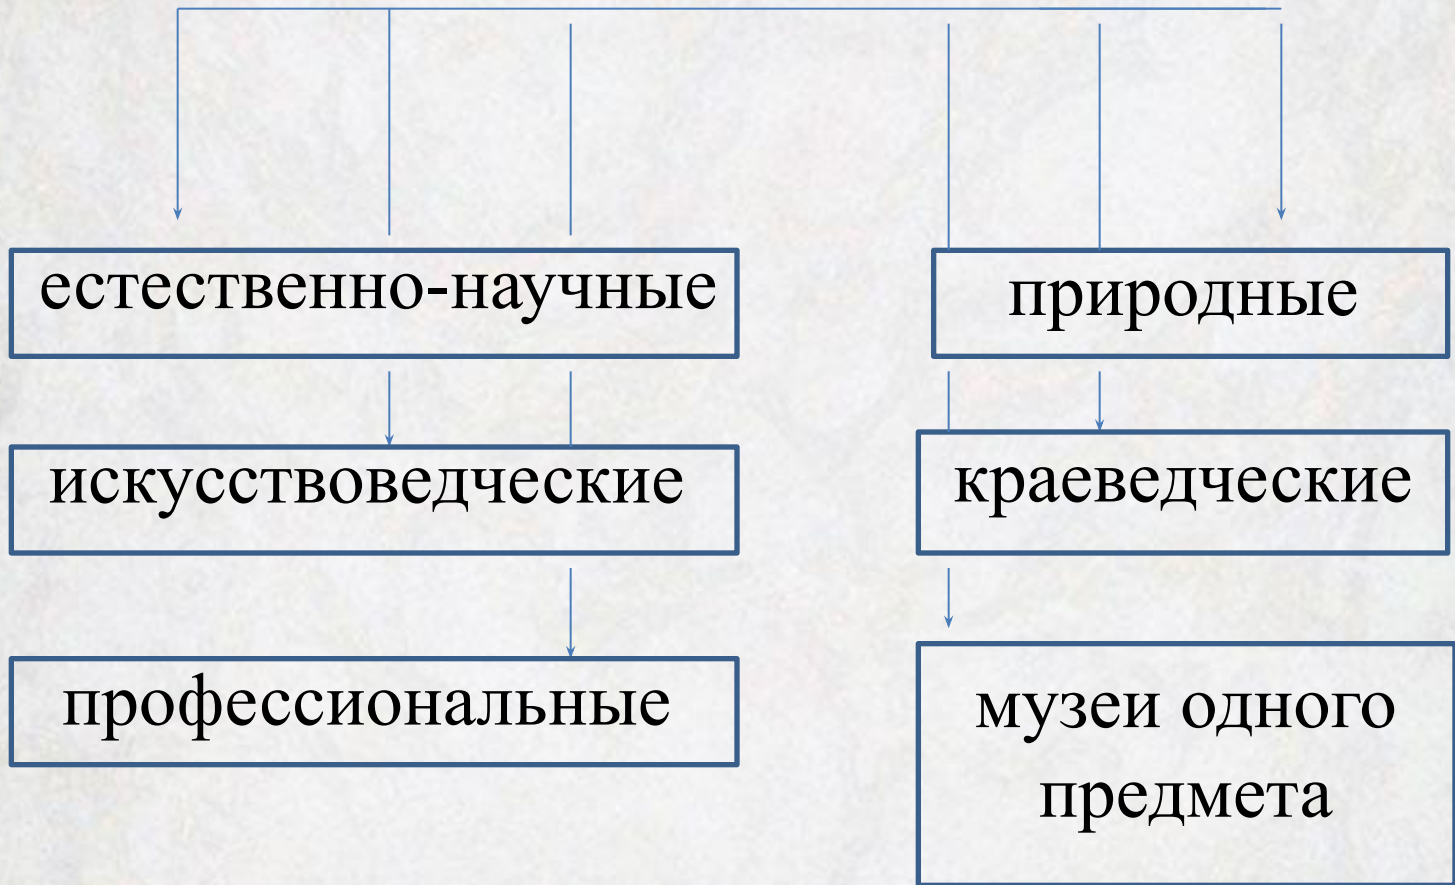 естественно-научные
природные
искусствоведческие
краеведческие
профессиональные
музеи одного
предмета